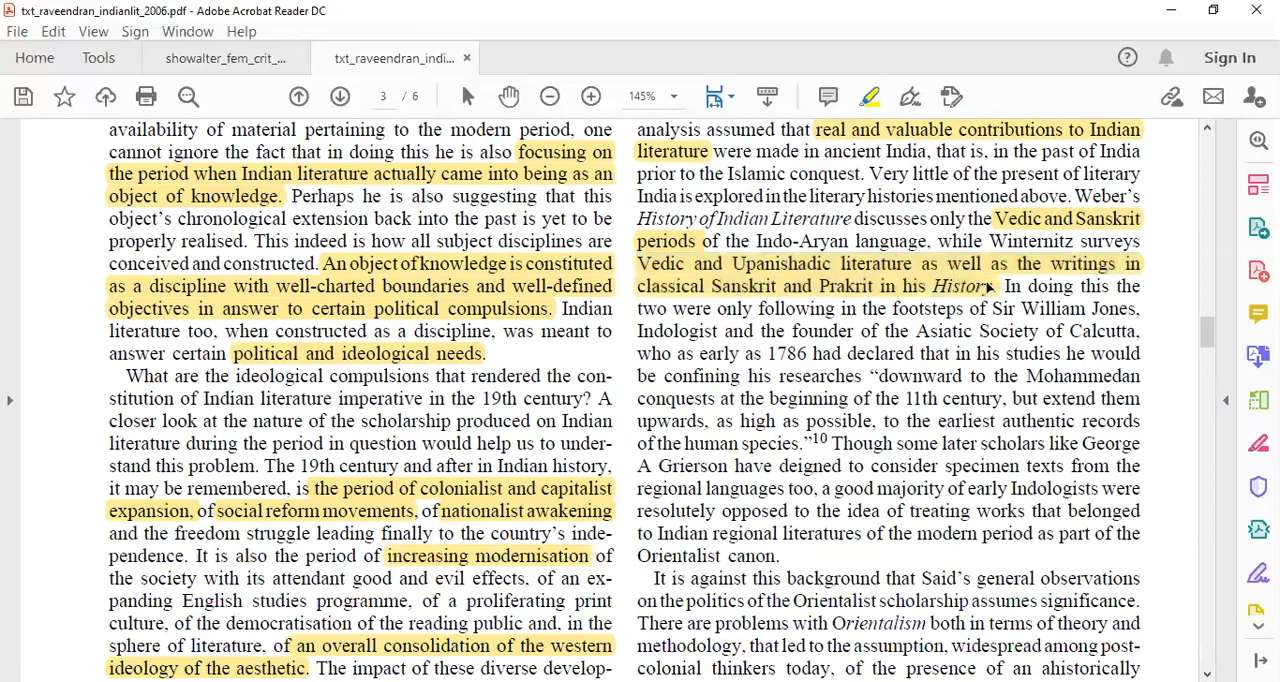 txt_raveendran_indianlit_2006.pdf - Adobe Acrobat Reader DC
File Edit View Sign Window Help
Home Tools showalter_fem_crit_... txt_raveendran_indi... × Sign In
3 / 6 145%
availability of material pertaining to the modern period, one
cannot ignore the fact that in doing this he is also focusing on
the period when Indian literature actually came into being as an
object of knowledge. Perhaps he is also suggesting that this
object's chronological extension back into the past is yet to be
properly realised. This indeed is how all subject disciplines are
conceived and constructed. An object of knowledge is constituted
as a discipline with well-charted boundaries and well-defined
objectives in answer to certain political compulsions. Indian
literature too, when constructed as a discipline, was meant to
answer certain political and ideological needs.
What are the ideological compulsions that rendered the con-
stitution of Indian literature imperative in the 19th century? A
closer look at the nature of the scholarship produced on Indian
literature during the period in question would help us to under-
stand this problem. The 19th century and after in Indian history,
it may be remembered, is the period of colonialist and capitalist
expansion, of social reform movements, of nationalist awakening
and the freedom struggle leading finally to the country's inde-
pendence. It is also the period of increasing modernisation of
the society with its attendant good and evil effects, of an ex-
panding English studies programme, of a proliferating print
culture, of the democratisation of the reading public and, in the
sphere of literature, of an overall consolidation of the western
ideology of the aesthetic. The impact of these diverse develop-
analysis assumed that real and valuable contributions to Indian
literature were made in ancient India, that is, in the past of India
prior to the Islamic conquest. Very little of the present of literary
India is explored in the literary histories mentioned above. Weber's
History of Indian Literature discusses only the Vedic and Sanskrit
periods of the Indo-Aryan language, while Winternitz surveys
Vedic and Upanishadic literature as well as the writings in
classical Sanskrit and Prakrit in his History. In doing this the
two were only following in the footsteps of Sir William Jones,
Indologist and the founder of the Asiatic Society of Calcutta,
who as early as 1786 had declared that in his studies he would
be confining his researches "downward to the Mohammedan
conquests at the beginning of the 11th century, but extend them
upwards, as high as possible, to the earliest authentic records
of the human species."10 Though some later scholars like George
A Grierson have deigned to consider specimen texts from the
regional languages too, a good majority of early Indologists were
resolutely opposed to the idea of treating works that belonged
to Indian regional literatures of the modern period as part of the
Orientalist canon.
It is against this background that Said's general observations
on the politics of the Orientalist scholarship assumes significance.
There are problems with Orientalism both in terms of theory and
methodology, that led to the assumption, widespread among post-
colonial thinkers today, of the presence of an ahistorically